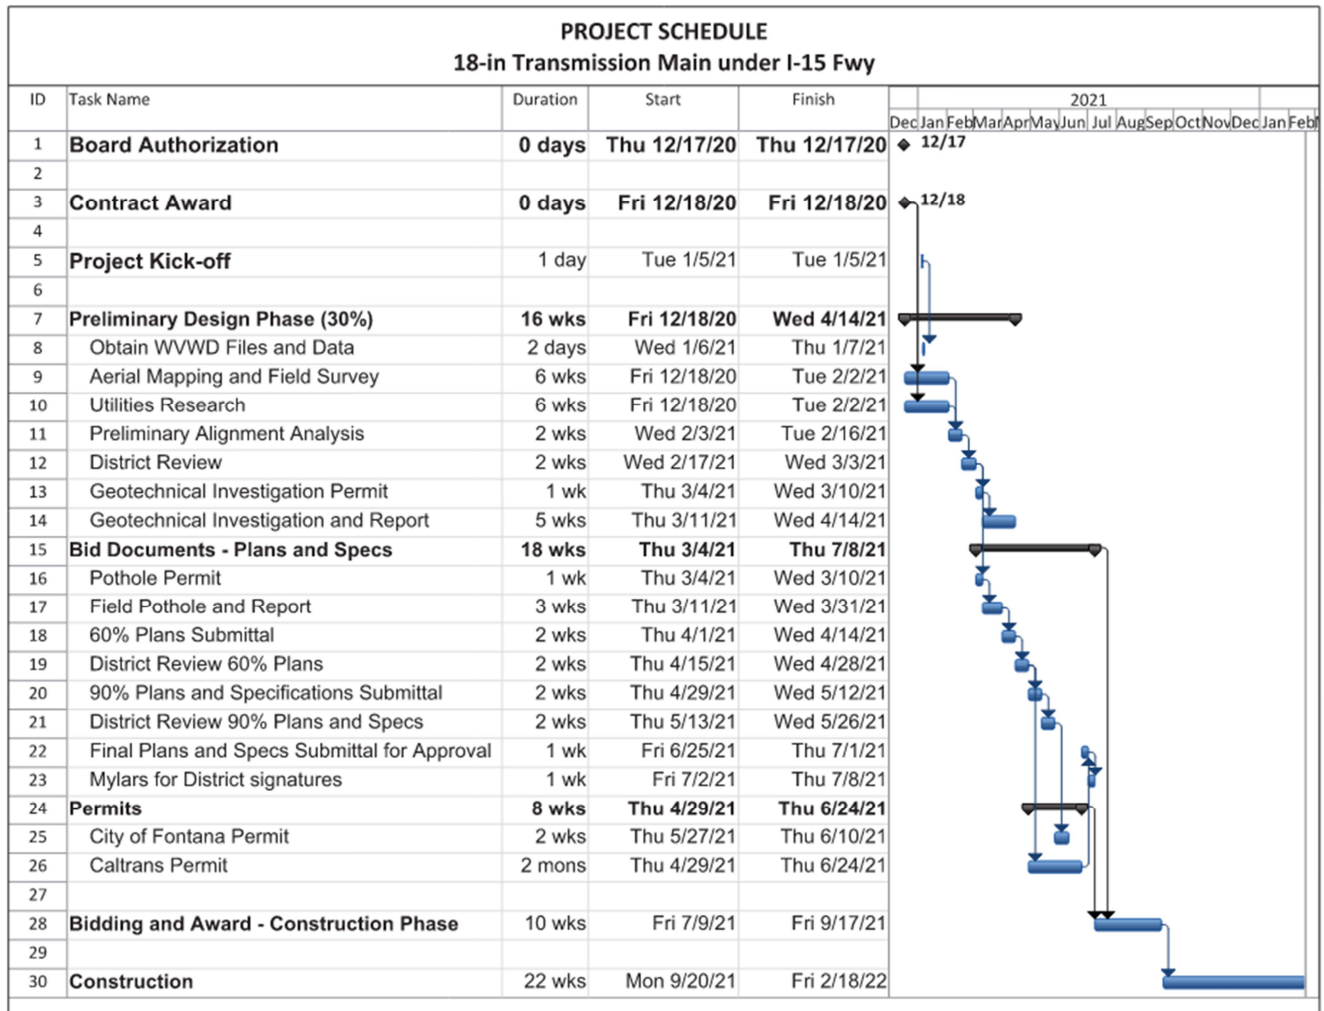 PROJECT SCHEDULE
18-in Transmission Main under I-15 Fwy
ID Task Name Duration Start Finish 2021
Dec Jan Feb Mar Apr May Jun Jul Aug Sep Oct Nov Dec Jan Feb
1 Board Authorization 0 days Thu 12/17/20 Thu 12/17/20 12/17
2
3 Contract Award 0 days Fri 12/18/20 Fri 12/18/20 12/18
4
5 Project Kick-off 1 day Tue 1/5/21 Tue 1/5/21
6
7 Preliminary Design Phase (30%) 16 wks Fri 12/18/20 Wed 4/14/21
8 Obtain WVWD Files and Data 2 days Wed 1/6/21 Thu 1/7/21
9 Aerial Mapping and Field Survey 6 wks Fri 12/18/20 Tue 2/2/21
10 Utilities Research 6 wks Fri 12/18/20 Tue 2/2/21
11 Preliminary Alignment Analysis 2 wks Wed 2/3/21 Tue 2/16/21
12 District Review 2 wks Wed 2/17/21 Wed 3/3/21
13 Geotechnical Investigation Permit 1 wk Thu 3/4/21 Wed 3/10/21
14 Geotechnical Investigation and Report 5 wks Thu 3/11/21 Wed 4/14/21
15 Bid Documents - Plans and Specs 18 wks Thu 3/4/21 Thu 7/8/21
16 Pothole Permit 1 wk Thu 3/4/21 Wed 3/10/21
17 Field Pothole and Report 3 wks Thu 3/11/21 Wed 3/31/21
18 60% Plans Submittal 2 wks Thu 4/1/21 Wed 4/14/21
19 District Review 60% Plans 2 wks Thu 4/15/21 Wed 4/28/21
20 90% Plans and Specifications Submittal 2 wks Thu 4/29/21 Wed 5/12/21
21 District Review 90% Plans and Specs 2 wks Thu 5/13/21 Wed 5/26/21
22 Final Plans and Specs Submittal for Approval 1 wk Fri 6/25/21 Thu 7/1/21
23 Mylars for District signatures 1 wk Fri 7/2/21 Thu 7/8/21
24 Permits 8 wks Thu 4/29/21 Thu 6/24/21
25 City of Fontana Permit 2 wks Thu 5/27/21 Thu 6/10/21
26 Caltrans Permit 2 mons Thu 4/29/21 Thu 6/24/21
27
28 Bidding and Award - Construction Phase 10 wks Fri 7/9/21 Fri 9/17/21
29
30 Construction 22 wks Mon 9/20/21 Fri 2/18/22